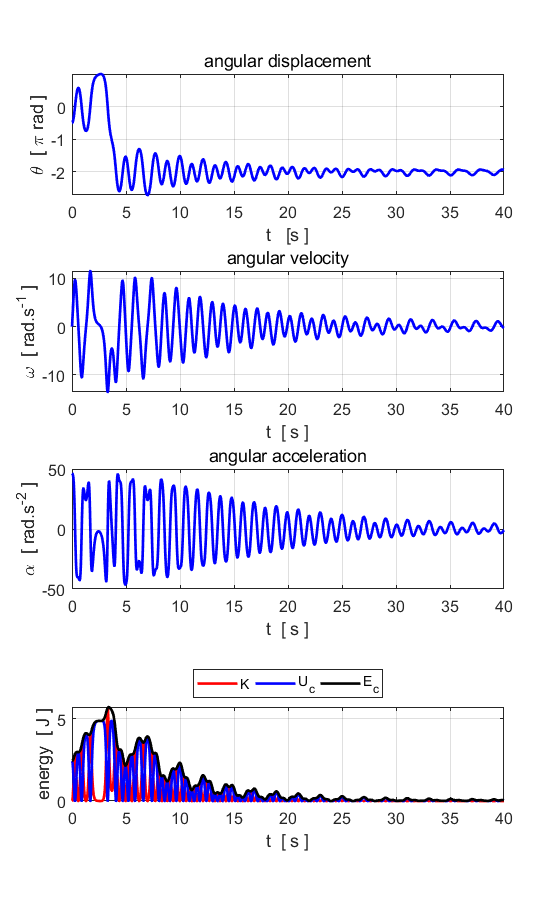 angular displacement
θ [ π rad ]
0
-1
-2
0 5 10 15 20 25 30 35 40
t [s ]
angular velocity
ω [ rad.s-1 ]
10
0
-10
0 5 10 15 20 25 30 35 40
t [ s ]
angular acceleration
α [ rad.s-2 ]
50
0
-50
0 5 10 15 20 25 30 35 40
t [ s ]
K Uc Ec
energy [ J ]
5
0
0 5 10 15 20 25 30 35 40
t [ s ]